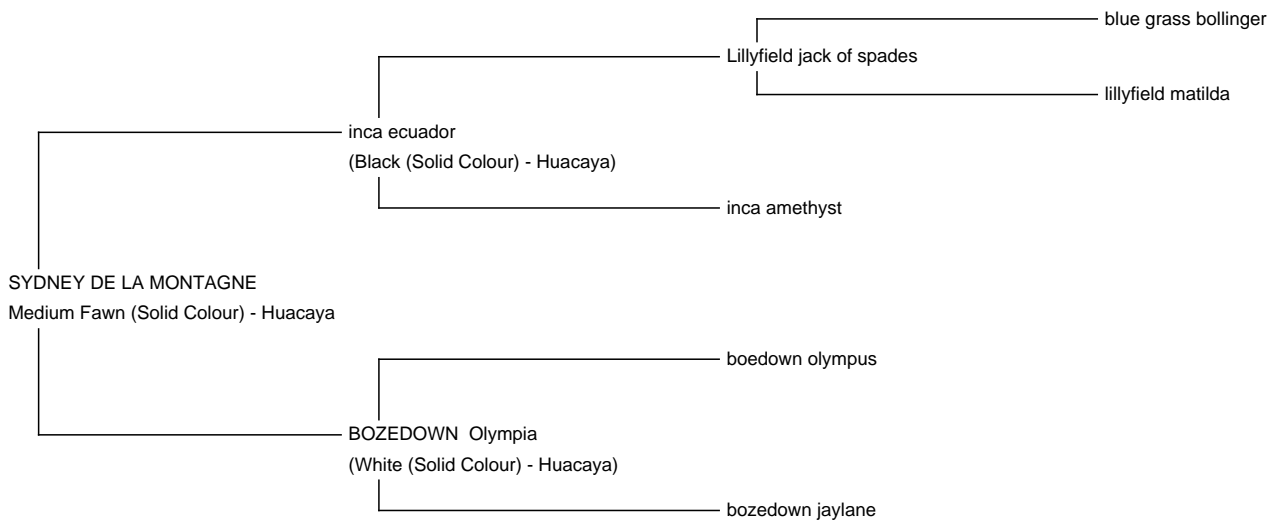 blue grass bollinger
Lillyfield jack of spades
lillyfield matilda
inca ecuador
(Black (Solid Colour) - Huacaya)
inca amethyst
SYDNEY DE LA MONTAGNE
Medium Fawn (Solid Colour) - Huacaya
boedown olympus
BOZEDOWN  Olympia
(White (Solid Colour) - Huacaya)
bozedown jaylane